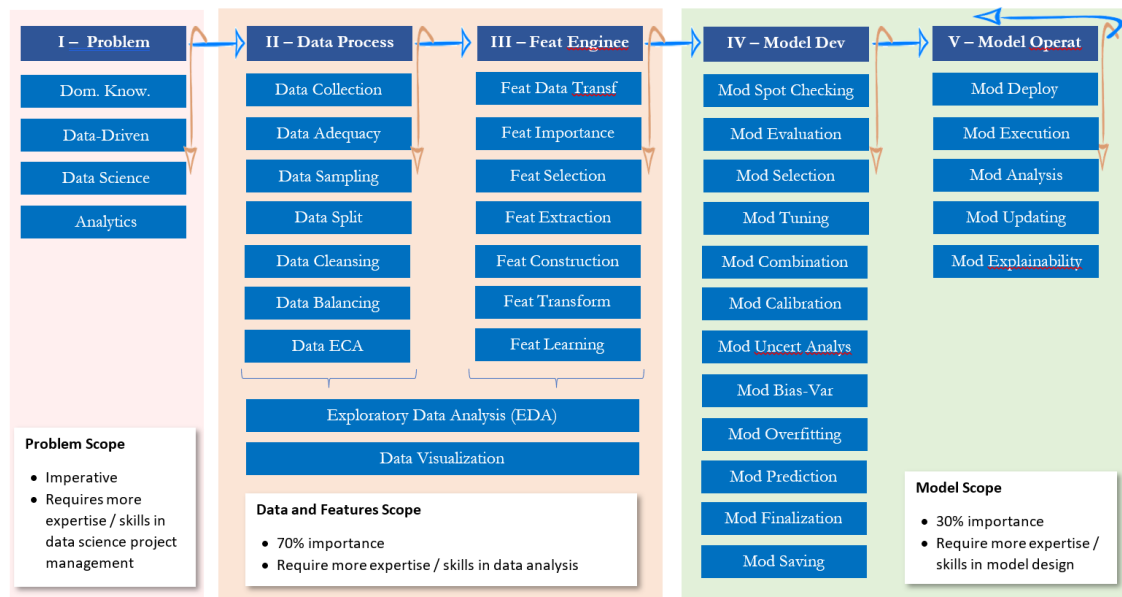 I – Problem
Dom. Know.
Data-Driven
Data Science
Analytics
Problem Scope
• Imperative
• Requires more
expertise / skills in
data science project
management
II – Data Process
Data Collection
Data Adequacy
Data Sampling
Data Split
Data Cleansing
Data Balancing
Data ECA
III – Feat Enginee
Feat Data Transf
Feat Importance
Feat Selection
Feat Extraction
Feat Construction
Feat Transform
Feat Learning
Exploratory Data Analysis (EDA)
Data Visualization
Data and Features Scope
• 70% importance
• Require more expertise / skills in data analysis
IV – Model Dev
Mod Spot Checking
Mod Evaluation
Mod Selection
Mod Tuning
Mod Combination
Mod Calibration
Mod Uncert Analys
Mod Bias-Var
Mod Overfitting
Mod Prediction
Mod Finalization
Mod Saving
V – Model Operat
Mod Deploy
Mod Execution
Mod Analysis
Mod Updating
Mod Explainability
Model Scope
• 30% importance
• Require more expertise /
skills in model design